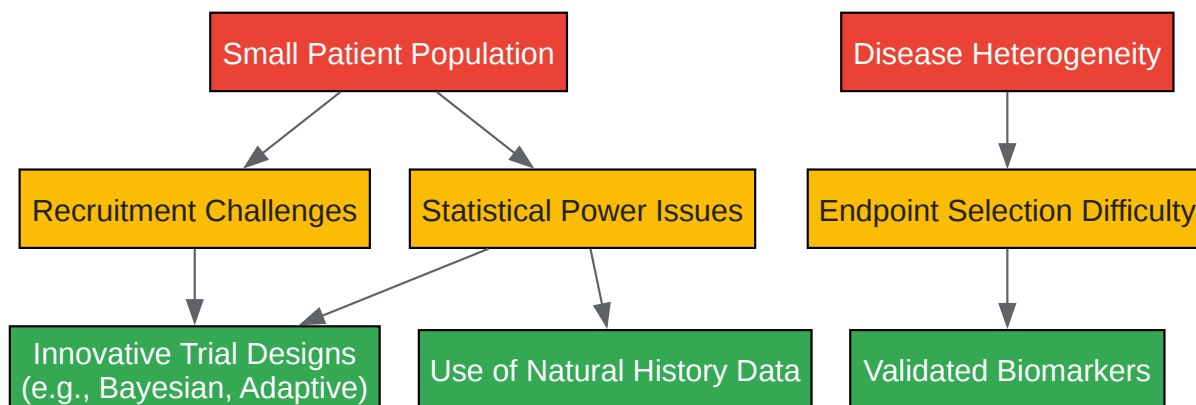 Small Patient Population
Disease Heterogeneity
Recruitment Challenges
Statistical Power Issues
Endpoint Selection Difficulty
Innovative Trial Designs
(e.g., Bayesian, Adaptive)
Use of Natural History Data
Validated Biomarkers